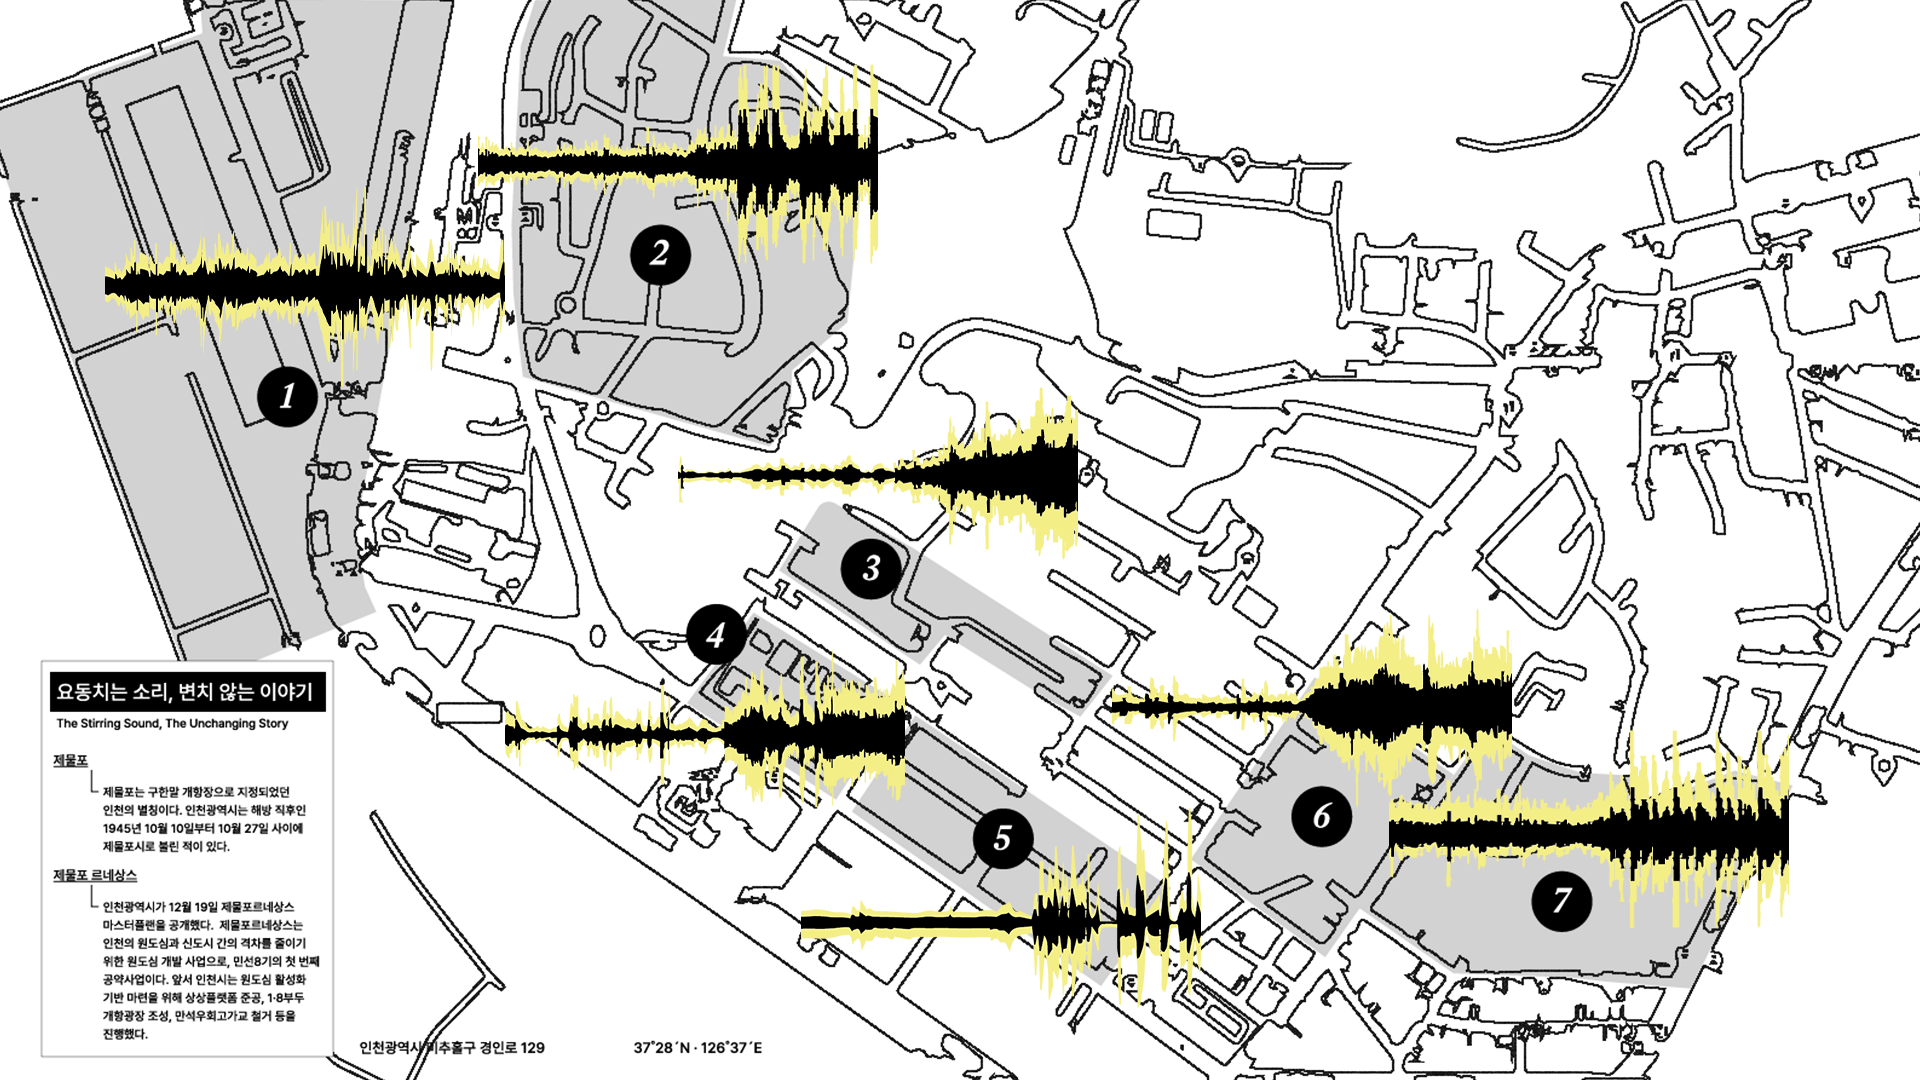 1
2
3
4
5
6
7
요동치는 소리, 변치 않는 이야기
The Stirring Sound, The Unchanging Story
제물포
제물포는 구한말 개항장으로 지정되었던
인천의 별칭이다. 인천광역시는 해방 직후인
1945년 10월 10일부터 10월 27일 사이에
제물포시로 불린 적이 있다.
제물포 르네상스
인천광역시가 12월 19일 제물포르네상스
마스터플랜을 공개했다. 제물포르네상스는
인천의 원도심과 신도시 간의 격차를 줄이기
위한 원도심 개발 사업으로, 민선8기의 첫 번째
공약사업이다. 앞서 인천시는 원도심 활성화
기반 마련을 위해 상상플랫폼 준공, 1·8부두
개항광장 조성, 만석우회고가교 철거 등을
진행했다.
인천광역시 미추홀구 경인로 129
37˚28´N · 126˚37´E